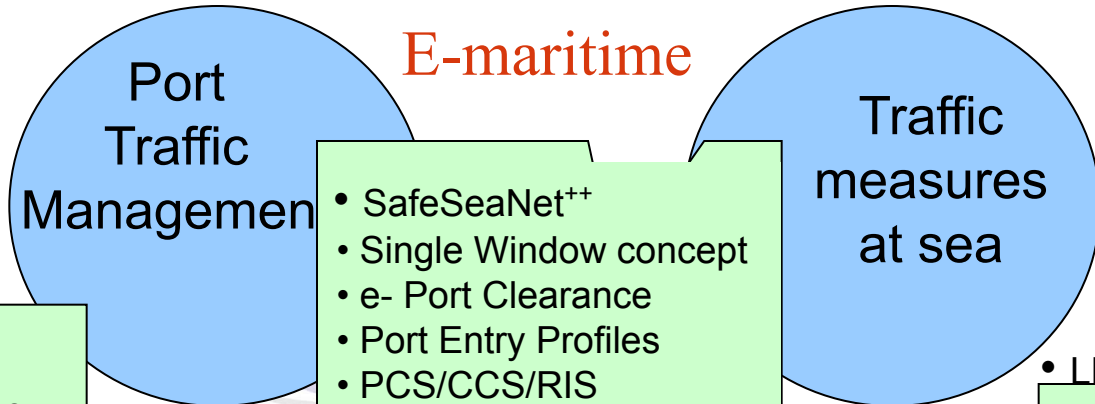 E-maritime
Port
Traffic
Managemen
• SafeSeaNet⁺⁺
• Single Window concept
• e- Port Clearance
• Port Entry Profiles
• PCS/CCS/RIS
Traffic
measures
at sea